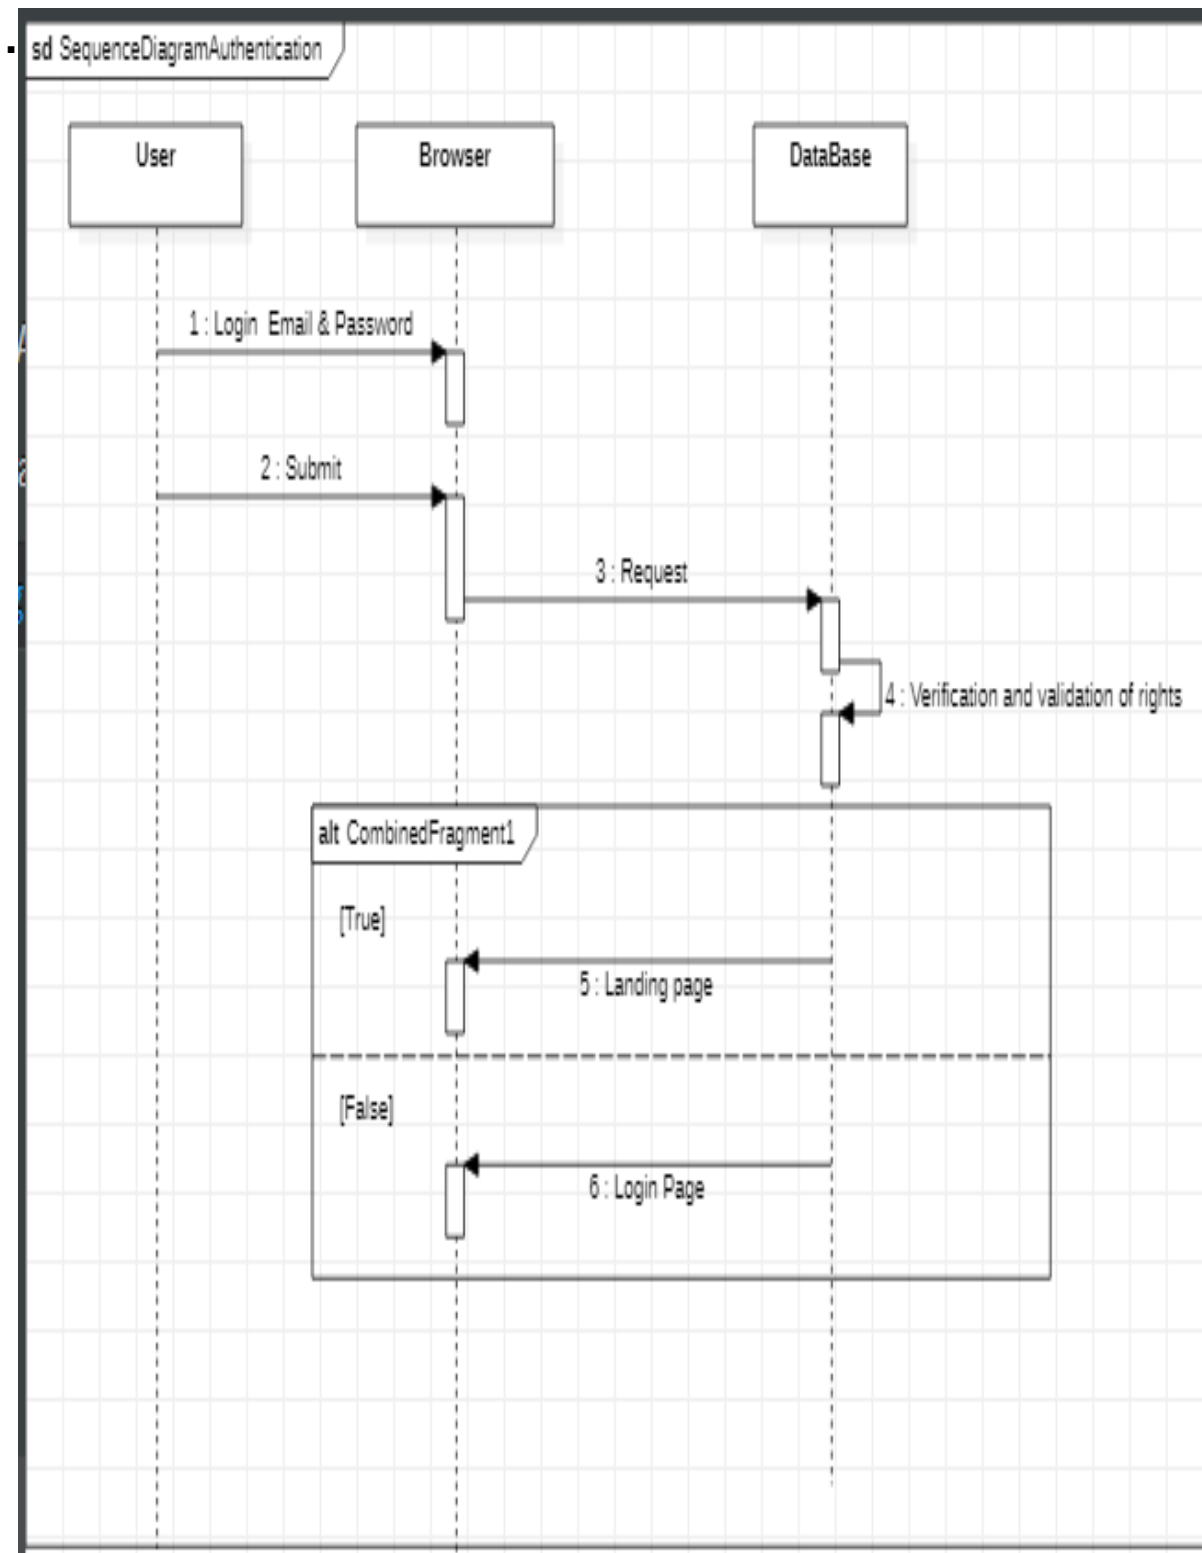 sd SequenceDiagramAuthentication
User
Browser
DataBase
1 : Login Email & Password
2 : Submit
3 : Request
4 : Verification and validation of rights
alt CombinedFragment1
[True]
5 : Landing page
[False]
6 : Login Page